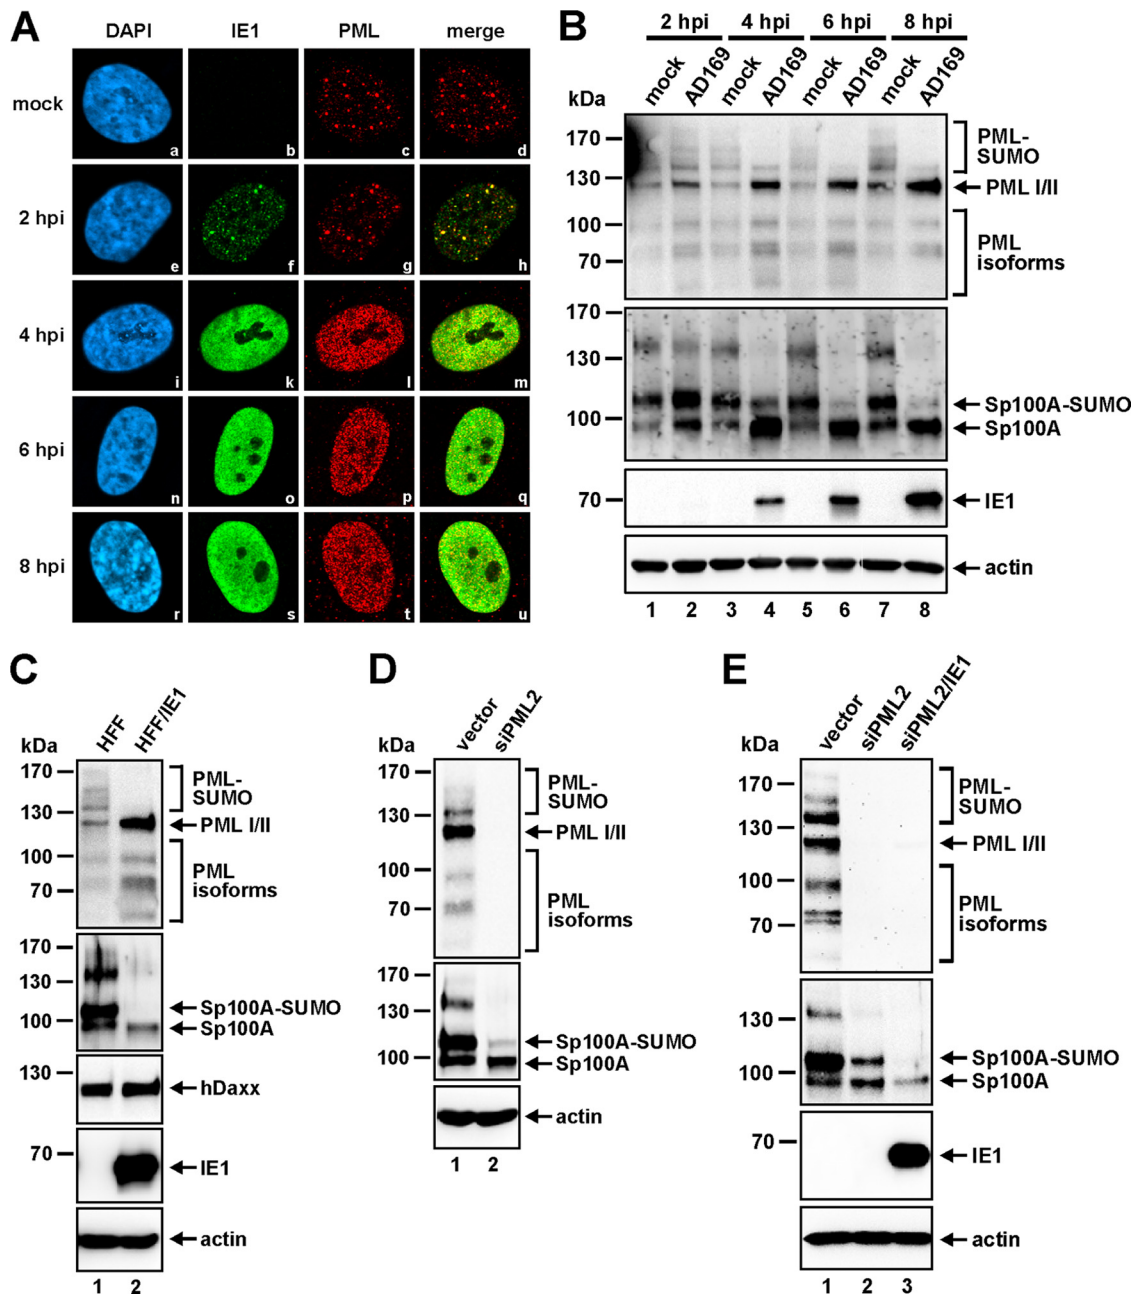 A
DAPI IE1 PML merge
mock
a b c d
2 hpi
e f g h
4 hpi
i k l m
6 hpi
n o p q
8 hpi
r s t u
B
2 hpi 4 hpi 6 hpi 8 hpi
mock AD169 mock AD169 mock AD169 mock AD169
kDa
170
130
100
70
PML-
SUMO
PML I/II
PML
isoforms
170
130
100
Sp100A-SUMO
Sp100A
70
IE1
actin
1 2 3 4 5 6 7 8
C
HFF HFF/IE1
kDa
170
130
100
70
PML-
SUMO
PML I/II
PML
isoforms
170
130
100
Sp100A-SUMO
Sp100A
130
hDaxx
70
IE1
actin
1 2
D
vector siPML2
kDa
170
130
100
70
PML-
SUMO
PML I/II
PML
isoforms
170
130
100
Sp100A-SUMO
Sp100A
actin
1 2
E
vector siPML2 siPML2/IE1
kDa
170
130
100
70
PML-
SUMO
PML I/II
PML
isoforms
170
130
100
Sp100A-SUMO
Sp100A
70
IE1
actin
1 2 3